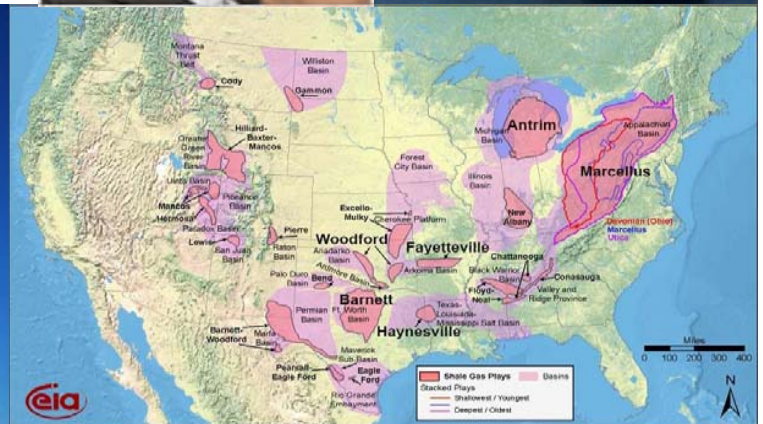 Montana
Thrust
Belt
Cody
Williston
Basin
Gammon
Hilliard-
Baxter-
Mancos
Greater
Green
River
Basin
Uinta Basin
Piceance
Basin
Mancos
Hermosa
Paradox Basin
Lewis
San Juan
Basin
Pierre
Raton
Basin
Forest
City Basin
Excello-
Mulky
Cherokee Platform
Woodford
Anadarko
Basin
Ardmore Basin
Palo Duro
Basin
Bend
Fayetteville
Arkoma Basin
Michigan
Basin
Antrim
Illinois
Basin
New
Albany
Appalachian
Basin
Marcellus
Devonian (Ohio)
Marcellus
Utica
Chattanooga
Black Warrior
Basin
Floyd-
Neal
Conasauga
Valley and
Ridge Province
Barnett
Permian
Basin
Ft. Worth
Basin
Haynesville
Texas-
Louisiana-
Mississippi Salt Basin
Barnett-
Woodford
Marfa
Basin
Pearsall-
Eagle Ford
Maverick
Sub-Basin
Eagle
Ford
Rio Grande
Embayment
Miles
0 100 200 300 400
N
Shale Gas Plays
Basins
Stacked Plays
Shallowest / Youngest
Deepest / Oldest
eia